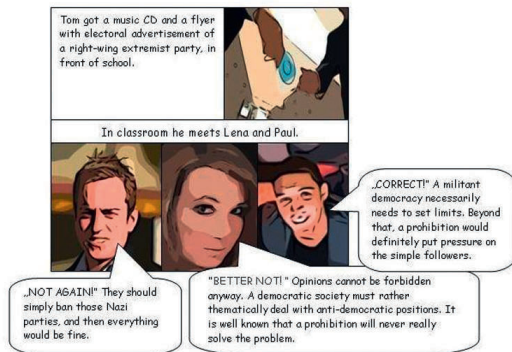 Tom got a music CD and a flyer
with electoral advertisement of
a right-wing extremist party, in
front of school.
In classroom he meets Lena and Paul.
„NOT AGAIN!" They should
simply ban those Nazi
parties, and then everything
would be fine.
"BETTER NOT!" Opinions cannot be forbidden
anyway. A democratic society must rather
thematically deal with anti-democratic positions. It
is well known that a prohibition will never really
solve the problem.
„CORRECT!" A militant
democracy necessarily
needs to set limits. Beyond
that, a prohibition would
definitely put pressure on
the simple followers.